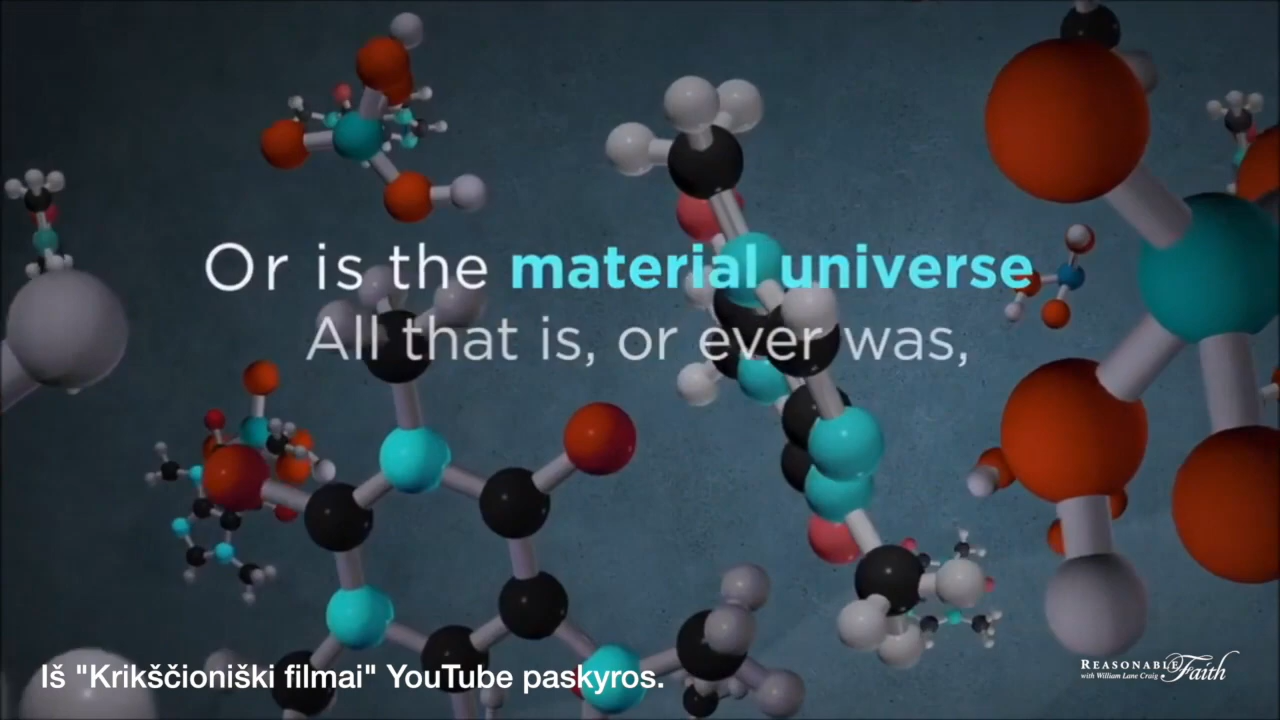 Or is the material universe
All that is, or ever was,
Iš "Krikščioniški filmai" YouTube paskyros.
REASONABLE Faith
with William Lane Craig